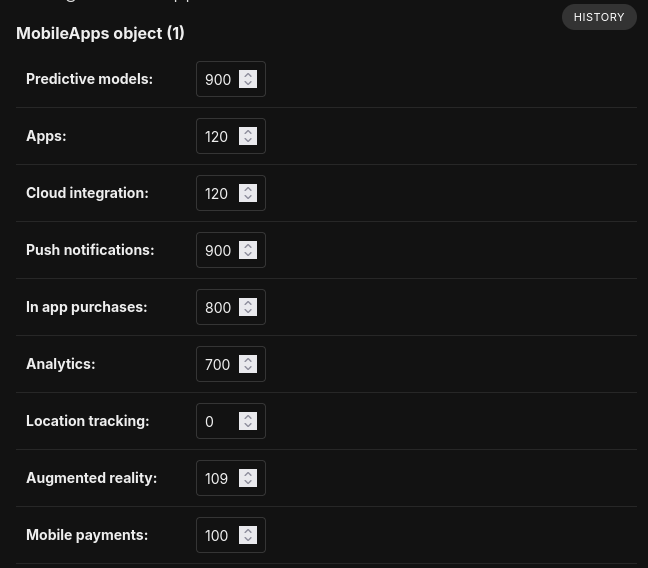 HISTORY
MobileApps object (1)
Predictive models: 900
Apps: 120
Cloud integration: 120
Push notifications: 900
In app purchases: 800
Analytics: 700
Location tracking: 0
Augmented reality: 109
Mobile payments: 100